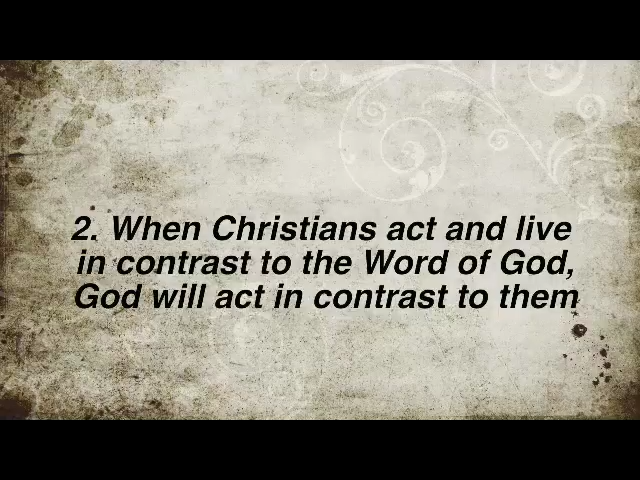 2. When Christians act and live
in contrast to the Word of God,
God will act in contrast to them